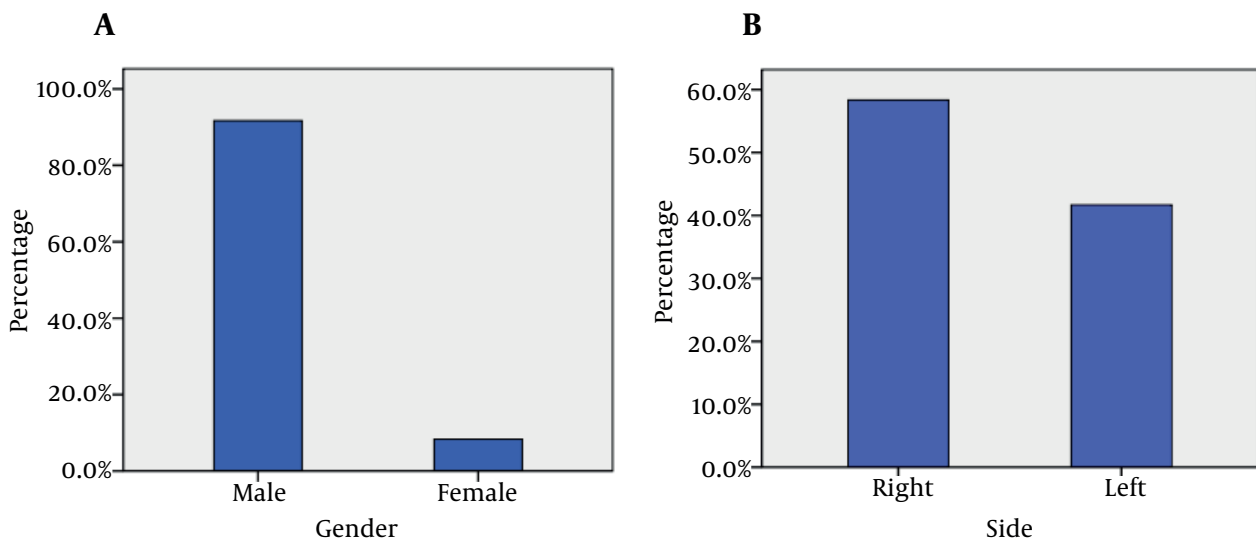 A
Percentage
100.0%
80.0%
60.0%
40.0%
20.0%
0.0%
Male Female
Gender
B
Percentage
60.0%
50.0%
40.0%
30.0%
20.0%
10.0%
0.0%
Right Left
Side